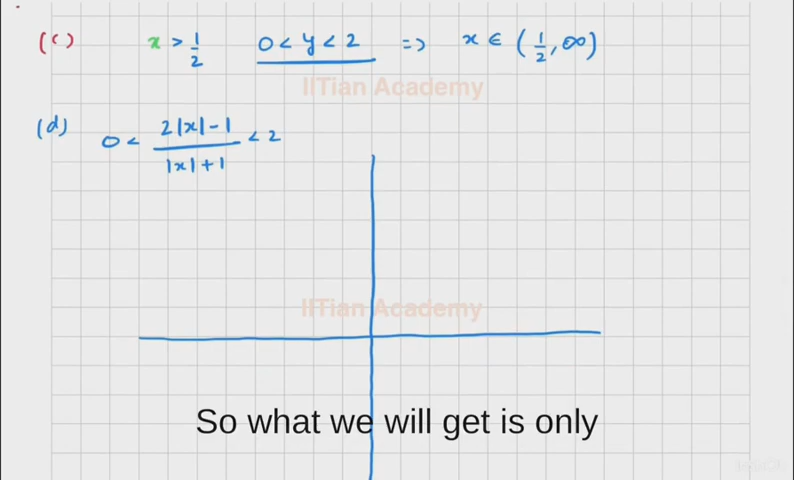 (c) x > 1/2 0 < y < 2 => x ∈ (1/2, ∞)
IITian Academy
(d) 0 < 2|x| - 1 / |x| + 1 < 2
IITian Academy
So what we will get is only